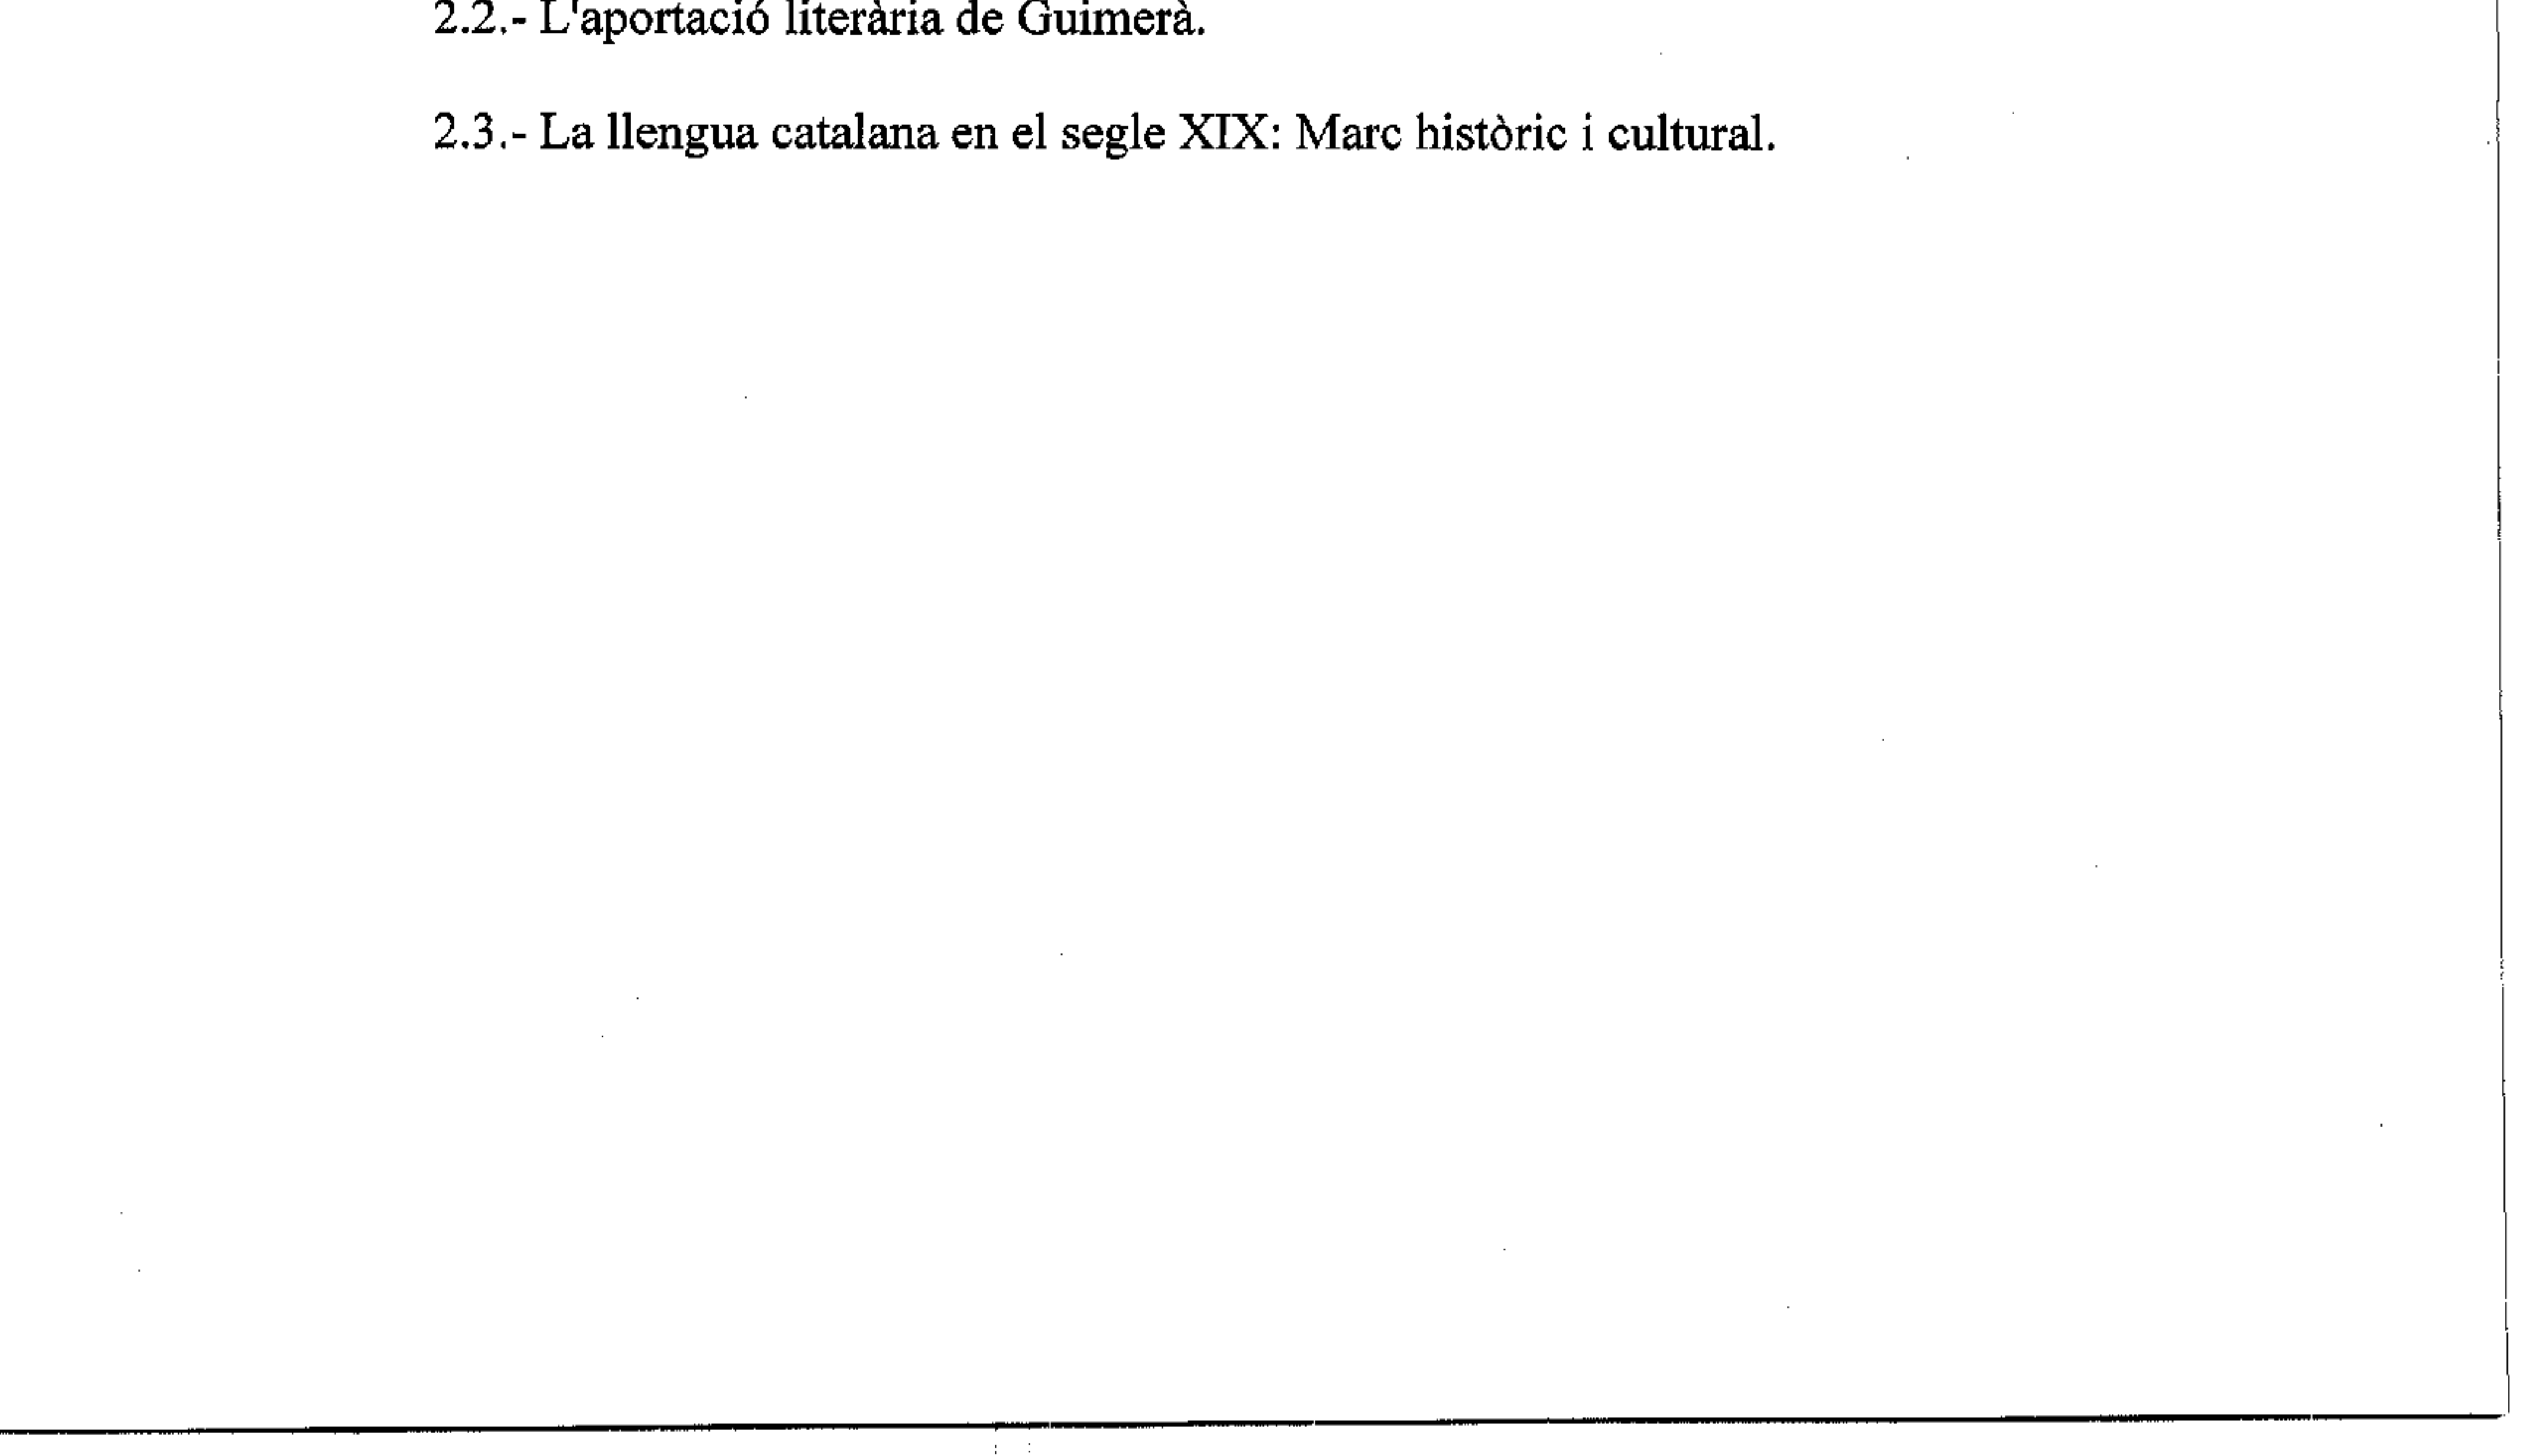 2.2.- L'aportació literària de Guimerà.
2.3.- La llengua catalana en el segle XIX: Marc històric i cultural.